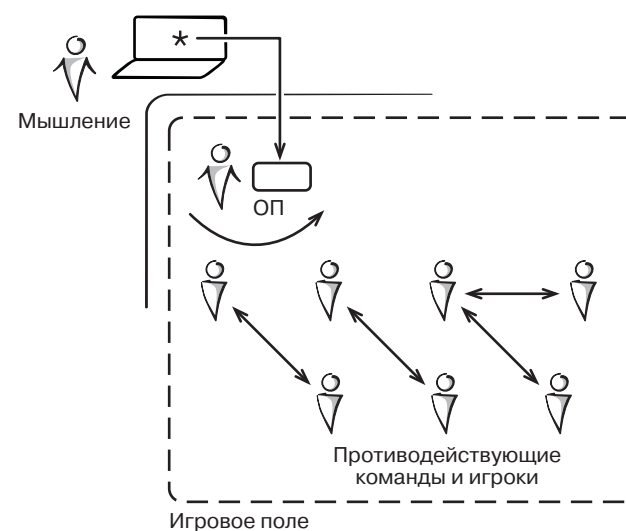 *
Мышление
ОП
Противодействующие
команды и игроки
Игровое поле